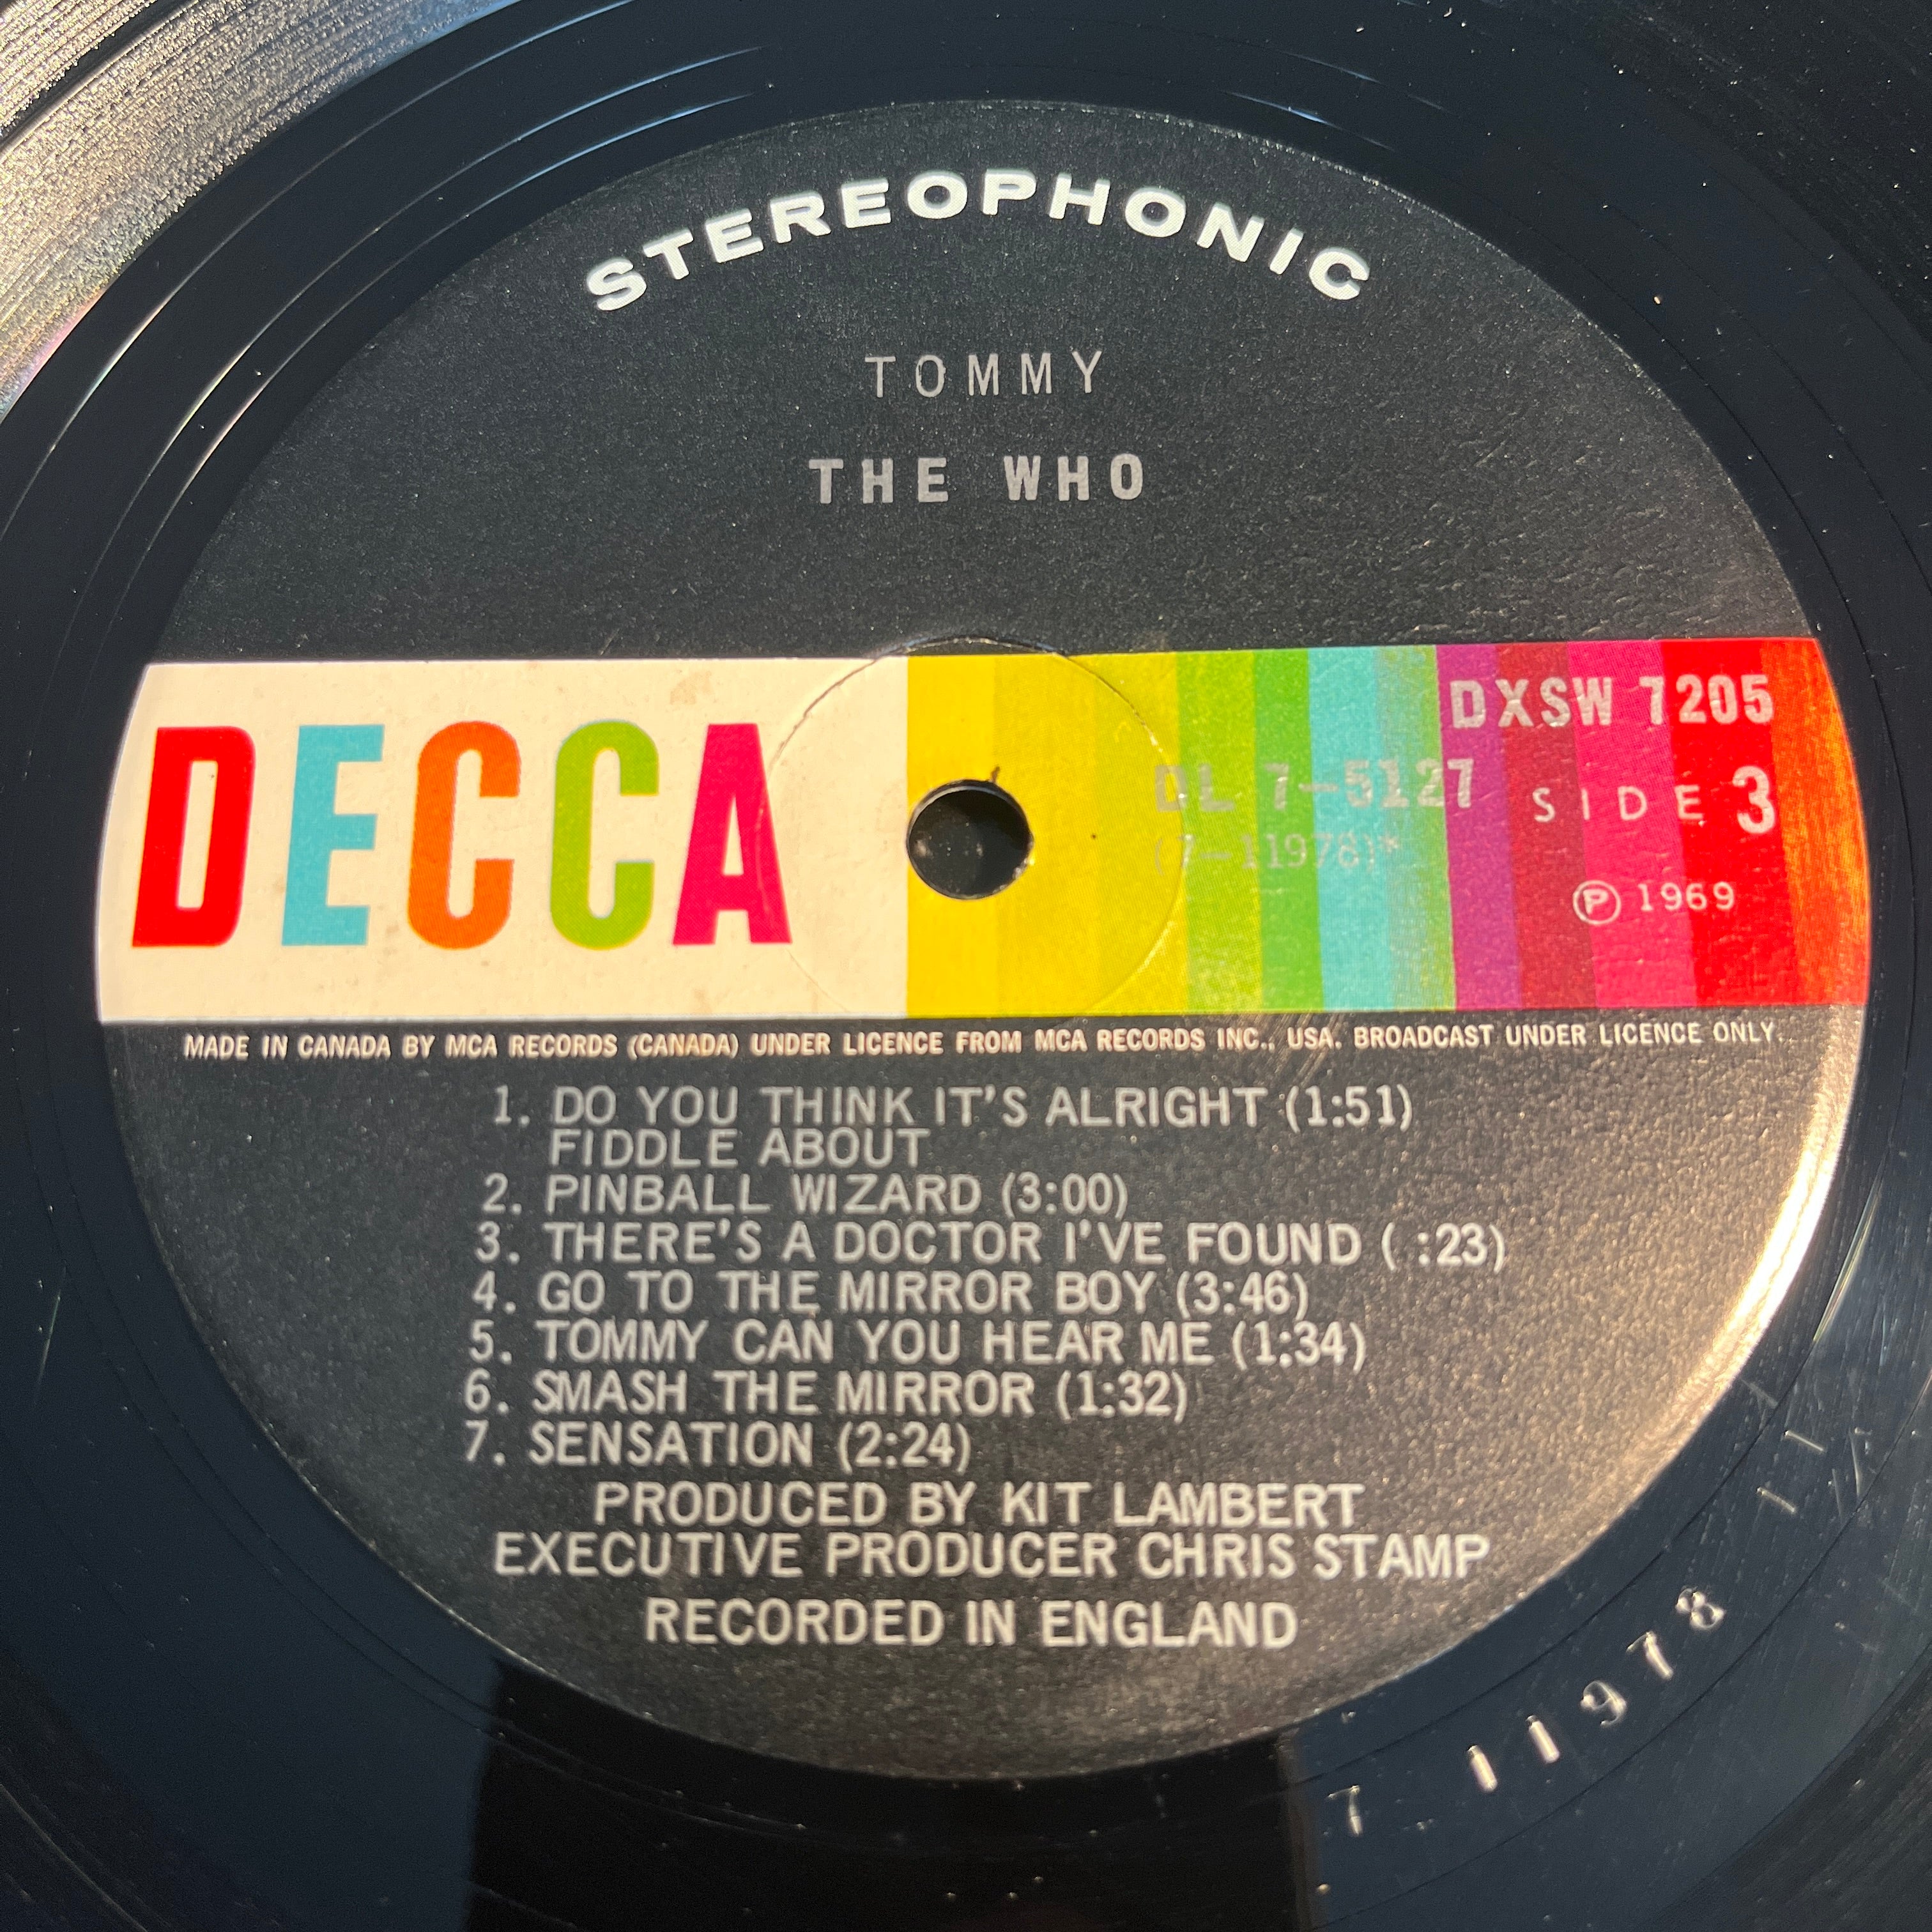 STEREOPHONIC
TOMMY
THE WHO
DECCA
DXSW 7205
DL 7-5127
SIDE 3
(7-11978)*
Ⓟ 1969
MADE IN CANADA BY MCA RECORDS (CANADA) UNDER LICENCE FROM MCA RECORDS INC., USA. BROADCAST UNDER LICENCE ONLY.
1. DO YOU THINK IT'S ALRIGHT (1:51)
FIDDLE ABOUT
2. PINBALL WIZARD (3:00)
3. THERE'S A DOCTOR I'VE FOUND ( :23)
4. GO TO THE MIRROR BOY (3:46)
5. TOMMY CAN YOU HEAR ME (1:34)
6. SMASH THE MIRROR (1:32)
7. SENSATION (2:24)
PRODUCED BY KIT LAMBERT
EXECUTIVE PRODUCER CHRIS STAMP
RECORDED IN ENGLAND
7 11978